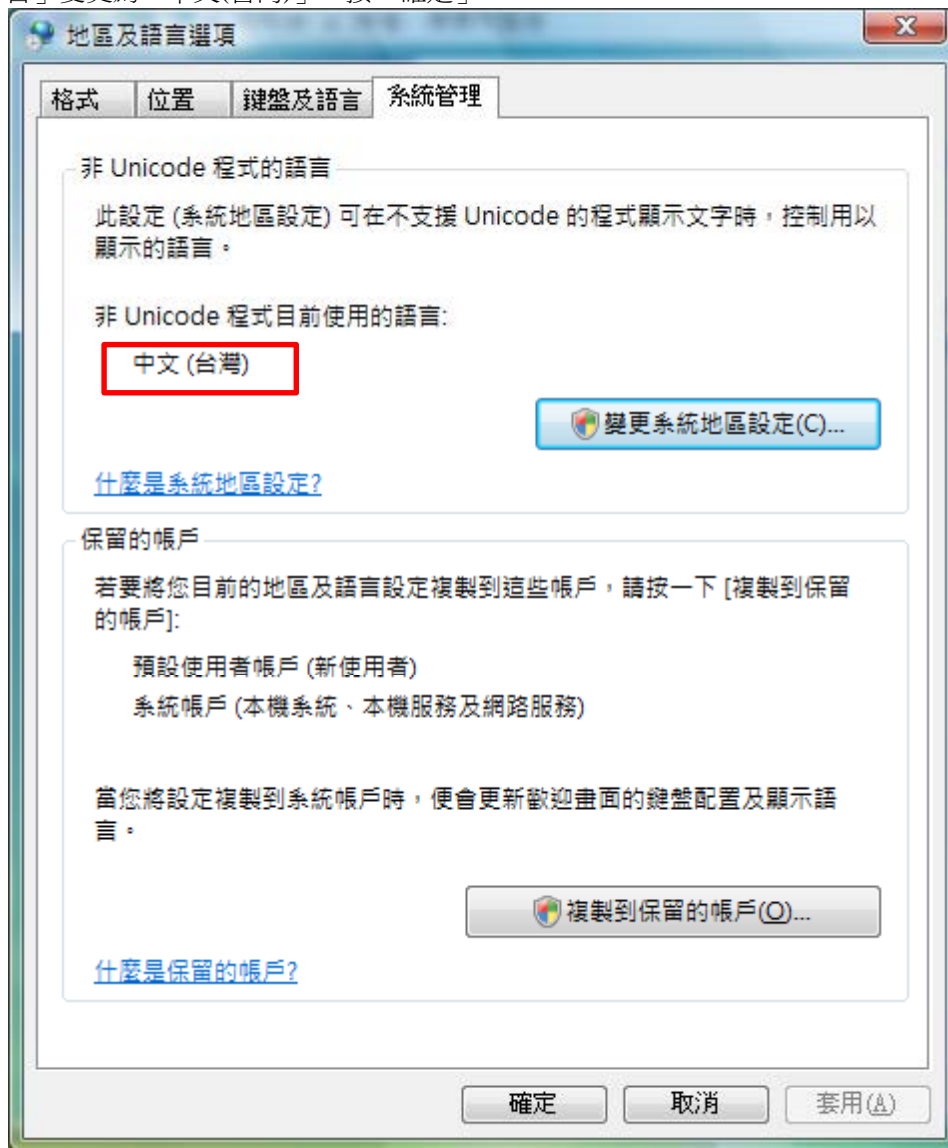 言」變更為「中文(台灣)」，按「確定」
地區及語言選項
格式 位置 鍵盤及語言 系統管理
非 Unicode 程式的語言
此設定 (系統地區設定) 可在不支援 Unicode 的程式顯示文字時，控制用以
顯示的語言。
非 Unicode 程式目前使用的語言:
中文 (台灣)
變更系統地區設定(C)...
什麼是系統地區設定?
保留的帳戶
若要將您目前的地區及語言設定複製到這些帳戶，請按一下 [複製到保留
的帳戶]:
預設使用者帳戶 (新使用者)
系統帳戶 (本機系統、本機服務及網路服務)
當您將設定複製到系統帳戶時，便會更新歡迎畫面的鍵盤配置及顯示語
言。
複製到保留的帳戶(O)...
什麼是保留的帳戶?
確定 取消 套用(A)